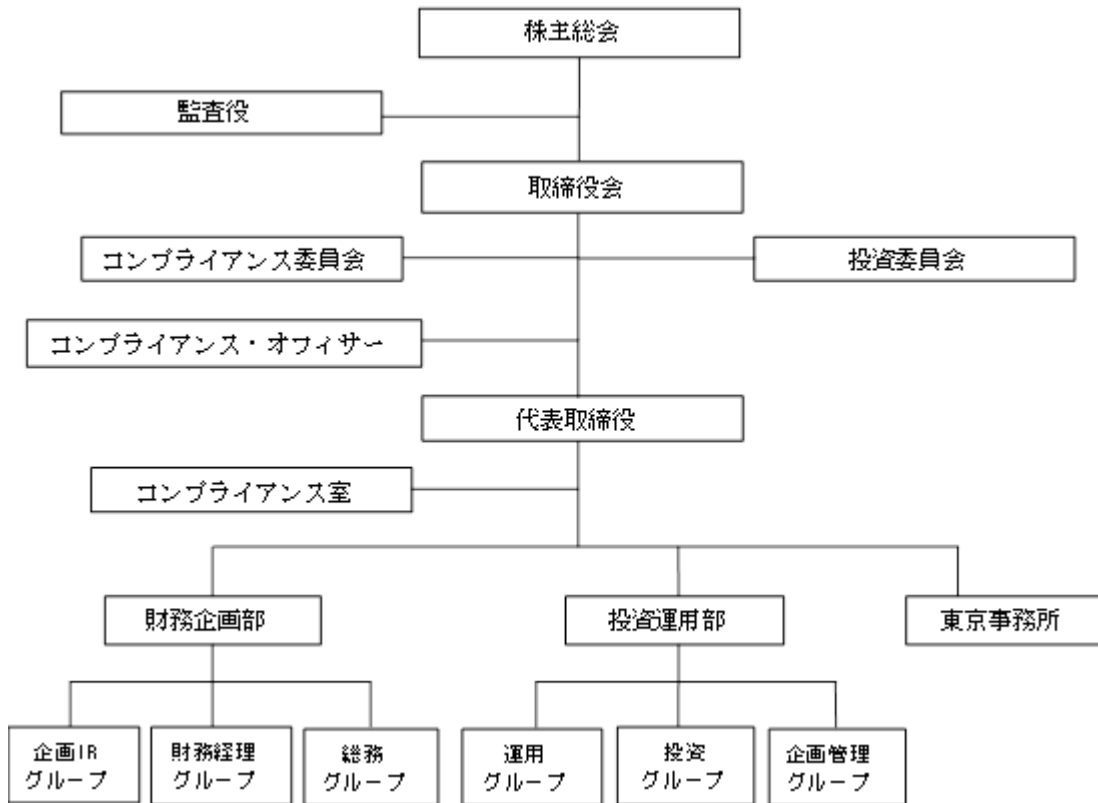 株主総会
監査役
取締役会
コンプライアンス委員会
投資委員会
コンプライアンス・オフィサー
代表取締役
コンプライアンス室
財務企画部
投資運用部
東京事務所
企画IR
グループ
財務経理
グループ
総務
グループ
運用
グループ
投資
グループ
企画管理
グループ